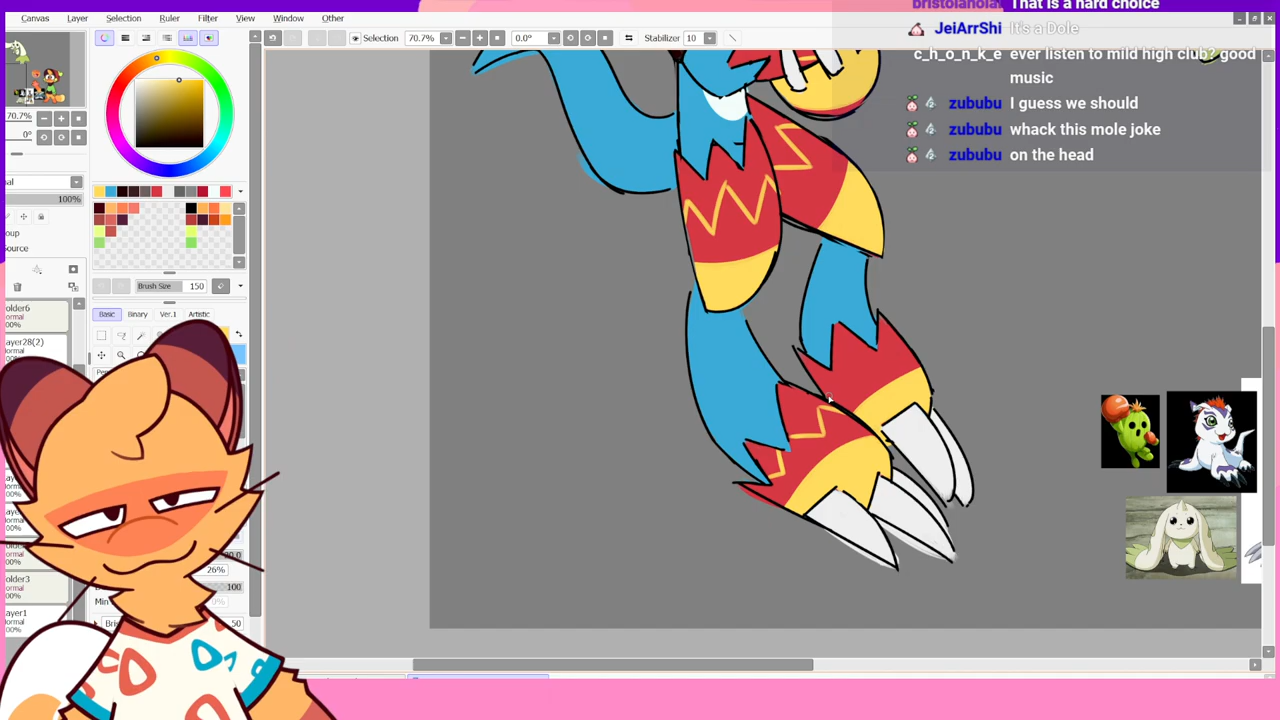 Canvas Layer Selection Ruler Filter View Window Other
Selection 70.7% 0.0° Stabilizer 10
That is a hard choice
JeiArrShi It's a Dole
c_h_o_n_k_e ever listen to mild high club? good
music
zububu I guess we should
zububu whack this mole joke
zububu on the head
70.7%
0°
100%
Brush Size 150
Basic Binary Ver.1 Artistic
26%
100
Min
50